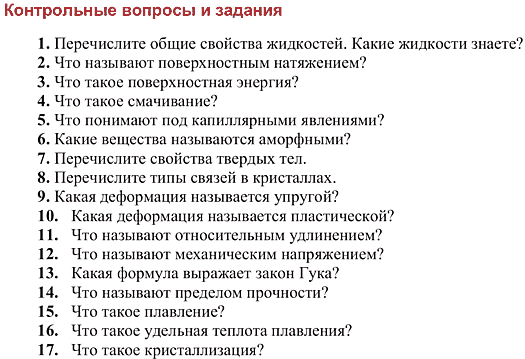 Контрольные вопросы и задания
1. Перечислите общие свойства жидкостей. Какие жидкости знаете?
2. Что называют поверхностным натяжением?
3. Что такое поверхностная энергия?
4. Что такое смачивание?
5. Что понимают под капиллярными явлениями?
6. Какие вещества называются аморфными?
7. Перечислите свойства твердых тел.
8. Перечислите типы связей в кристаллах.
9. Какая деформация называется упругой?
10. Какая деформация называется пластической?
11. Что называют относительным удлинением?
12. Что называют механическим напряжением?
13. Какая формула выражает закон Гука?
14. Что называют пределом прочности?
15. Что такое плавление?
16. Что такое удельная теплота плавления?
17. Что такое кристаллизация?